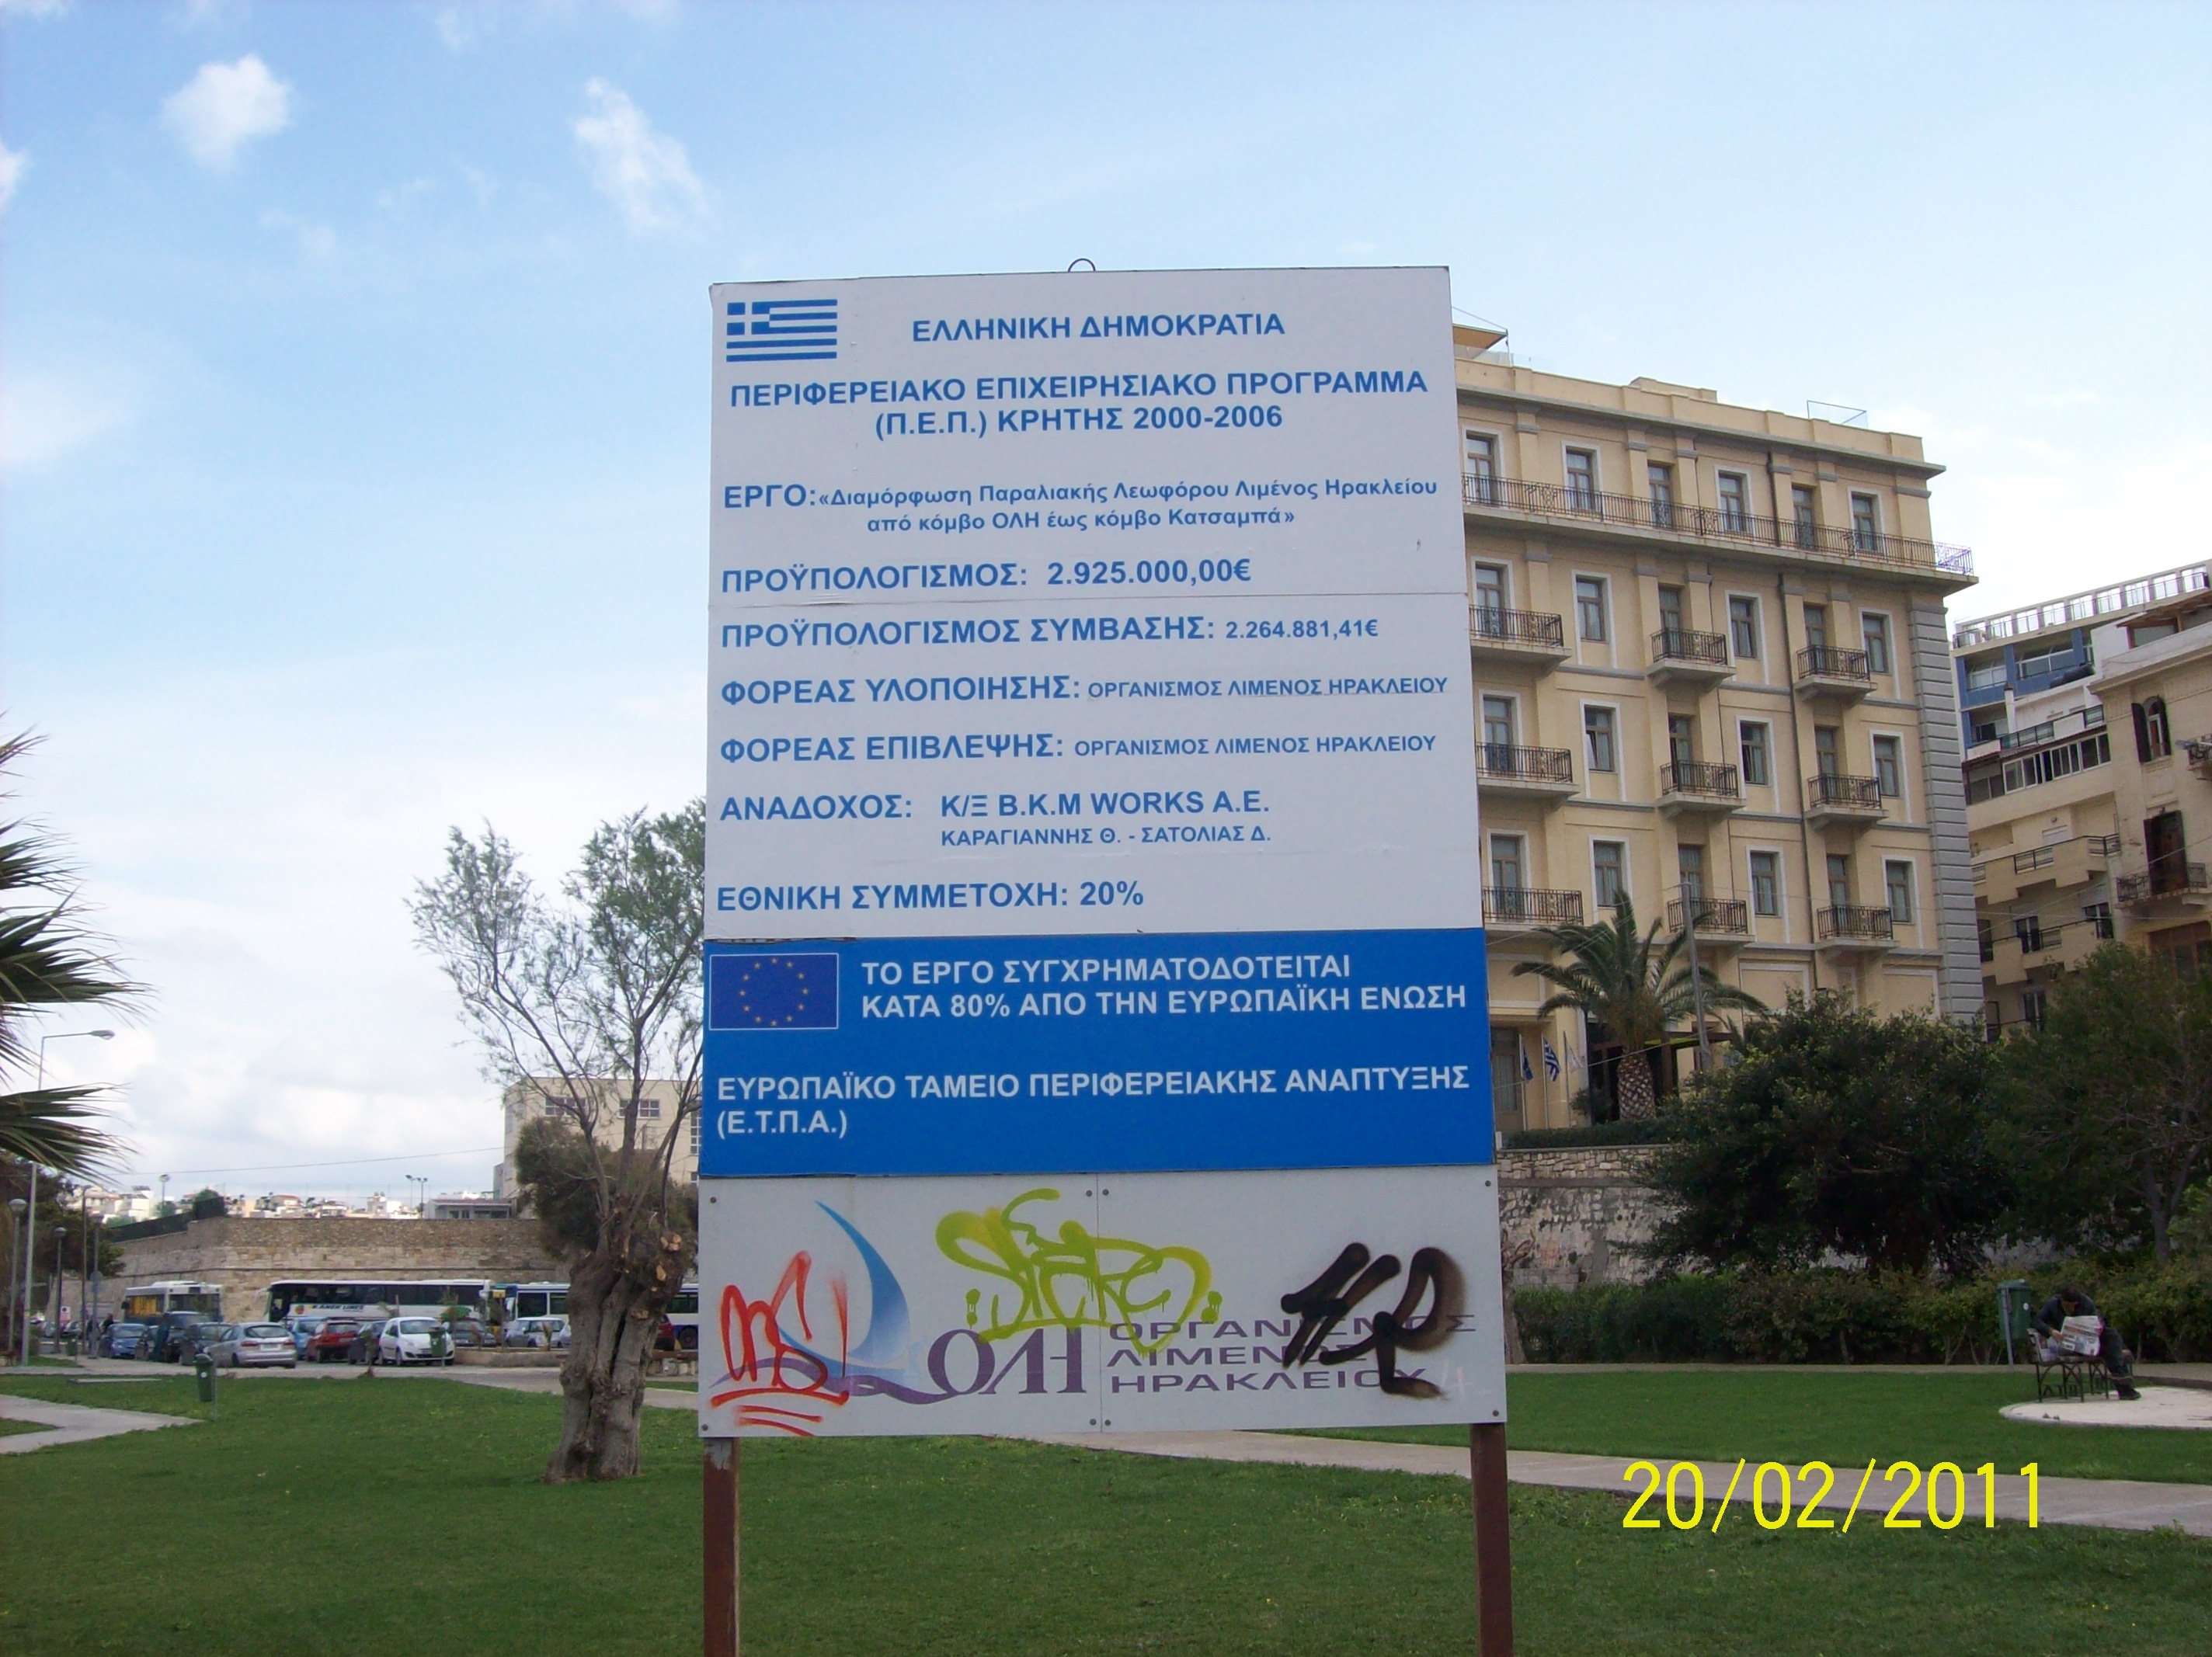 ΕΛΛΗΝΙΚΗ ΔΗΜΟΚΡΑΤΙΑ
ΠΕΡΙΦΕΡΕΙΑΚΟ ΕΠΙΧΕΙΡΗΣΙΑΚΟ ΠΡΟΓΡΑΜΜΑ
(Π.Ε.Π.) ΚΡΗΤΗΣ 2000-2006
ΕΡΓΟ: «Διαμόρφωση Παραλιακής Λεωφόρου Λιμένος Ηρακλείου
από κόμβο ΟΛΗ έως κόμβο Κατσαμπά»
ΠΡΟΫΠΟΛΟΓΙΣΜΟΣ: 2.925.000,00€
ΠΡΟΫΠΟΛΟΓΙΣΜΟΣ ΣΥΜΒΑΣΗΣ: 2.264.881,41€
ΦΟΡΕΑΣ ΥΛΟΠΟΙΗΣΗΣ: ΟΡΓΑΝΙΣΜΟΣ ΛΙΜΕΝΟΣ ΗΡΑΚΛΕΙΟΥ
ΦΟΡΕΑΣ ΕΠΙΒΛΕΨΗΣ: ΟΡΓΑΝΙΣΜΟΣ ΛΙΜΕΝΟΣ ΗΡΑΚΛΕΙΟΥ
ΑΝΑΔΟΧΟΣ: Κ/Ξ B.K.M WORKS Α.Ε.
ΚΑΡΑΓΙΑΝΝΗΣ Θ. - ΣΑΤΟΛΙΑΣ Δ.
ΕΘΝΙΚΗ ΣΥΜΜΕΤΟΧΗ: 20%
ΤΟ ΕΡΓΟ ΣΥΓΧΡΗΜΑΤΟΔΟΤΕΙΤΑΙ
ΚΑΤΑ 80% ΑΠΟ ΤΗΝ ΕΥΡΩΠΑΪΚΗ ΕΝΩΣΗ
ΕΥΡΩΠΑΪΚΟ ΤΑΜΕΙΟ ΠΕΡΙΦΕΡΕΙΑΚΗΣ ΑΝΑΠΤΥΞΗΣ
(Ε.Τ.Π.Α.)
ΟΛΗ ΟΡΓΑΝΙΣΜΟΣ
ΛΙΜΕΝΟΣ
ΗΡΑΚΛΕΙΟΥ
20/02/2011